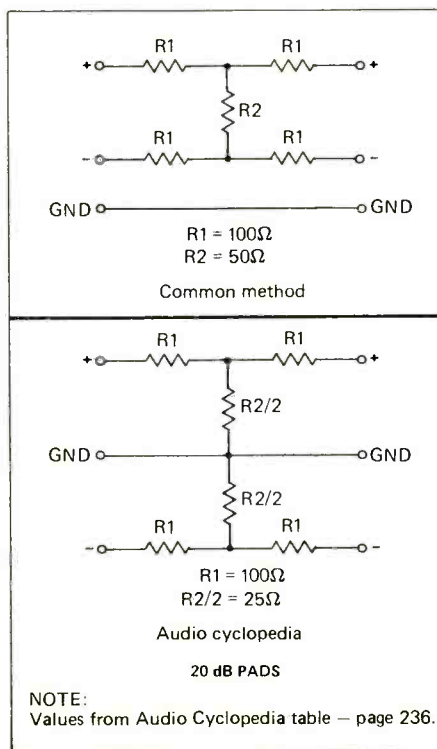 R1 R1
+ +
R2
R1 R1
- -
GND GND
R1 = 100Ω
R2 = 50Ω
Common method
R1 R1
+ +
R2/2
GND GND
R2/2
R1 R1
- -
R1 = 100Ω
R2/2 = 25Ω
Audio cyclopedia
20 dB PADS
NOTE:
Values from Audio Cyclopedia table — page 236.